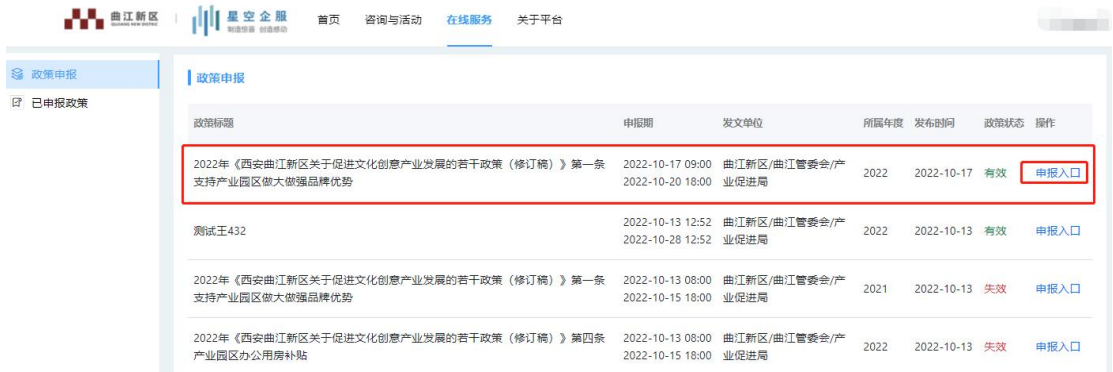 曲江新区
QUJIANG NEW DISTRICT
星空企服
制造惊喜 创造感动
首页 咨询与活动 在线服务 关于平台
政策申报
已申报政策
政策申报
政策标题 申报期 发文单位 所属年度 发布时间 政策状态 操作
2022年《西安曲江新区关于促进文化创意产业发展的若干政策（修订稿）》第一条 2022-10-17 09:00 曲江新区/曲江管委会/产 2022 2022-10-17 有效 申报入口
支持产业园区做大做强品牌优势 2022-10-20 18:00 业促进局
测试王432 2022-10-13 12:52 曲江新区/曲江管委会/产 2022 2022-10-13 有效 申报入口
2022-10-28 12:52 业促进局
2022年《西安曲江新区关于促进文化创意产业发展的若干政策（修订稿）》第一条 2022-10-13 08:00 曲江新区/曲江管委会/产 2021 2022-10-13 失效 申报入口
支持产业园区做大做强品牌优势 2022-10-15 18:00 业促进局
2022年《西安曲江新区关于促进文化创意产业发展的若干政策（修订稿）》第四条 2022-10-13 08:00 曲江新区/曲江管委会/产 2022 2022-10-13 失效 申报入口
产业园区办公用房补贴 2022-10-15 18:00 业促进局